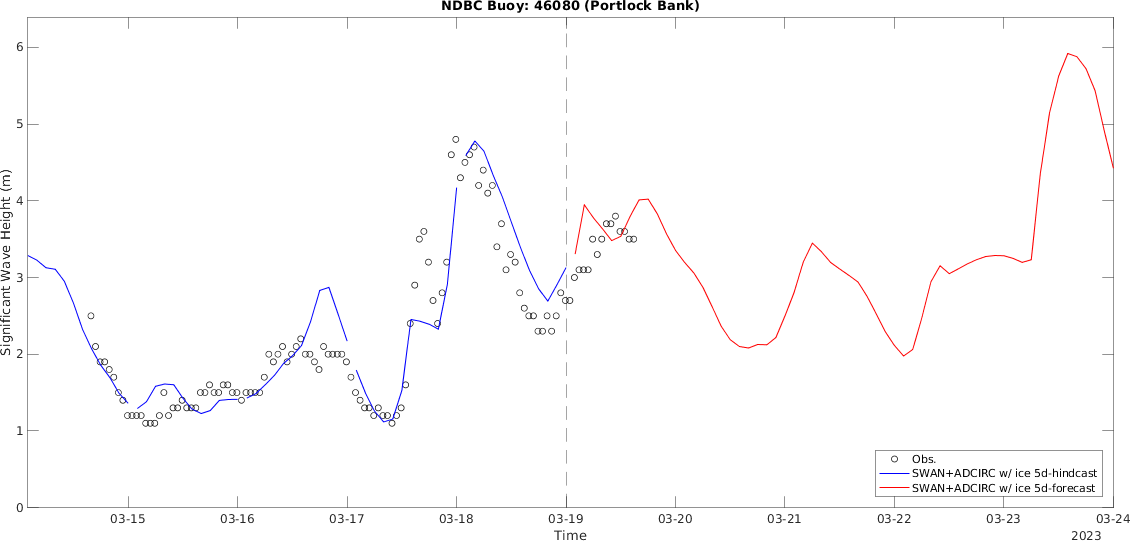 NDBC Buoy: 46080 (Portlock Bank)
Significant Wave Height (m)
6
5
4
3
2
1
0
Obs.
SWAN+ADCIRC w/ ice 5d-hindcast
SWAN+ADCIRC w/ ice 5d-forecast
03-15 03-16 03-17 03-18 03-19 03-20 03-21 03-22 03-23 03-24
Time
2023